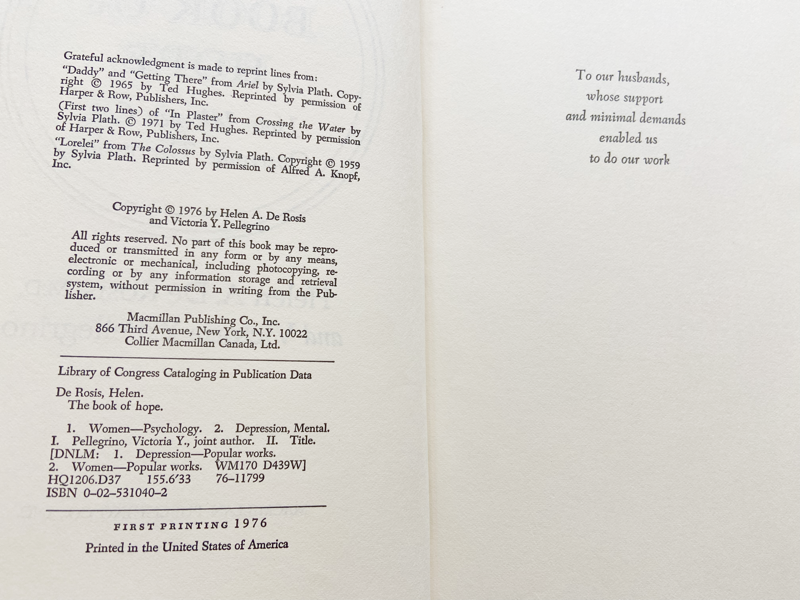 Grateful acknowledgment is made to reprint lines from:
"Daddy" and "Getting There" from Ariel by Sylvia Plath. Copy-
right © 1965 by Ted Hughes. Reprinted by permission of
Harper & Row, Publishers, Inc.
(First two lines) of "In Plaster" from Crossing the Water by
Sylvia Plath. © 1971 by Ted Hughes. Reprinted by permission
of Harper & Row, Publishers, Inc.
"Lorelei" from The Colossus by Sylvia Plath. Copyright © 1959
by Sylvia Plath. Reprinted by permission of Alfred A. Knopf,
Inc.
Copyright © 1976 by Helen A. De Rosis
and Victoria Y. Pellegrino
All rights reserved. No part of this book may be repro-
duced or transmitted in any form or by any means,
electronic or mechanical, including photocopying, re-
cording or by any information storage and retrieval
system, without permission in writing from the Pub-
lisher.
Macmillan Publishing Co., Inc.
866 Third Avenue, New York, N.Y. 10022
Collier Macmillan Canada, Ltd.
Library of Congress Cataloging in Publication Data
De Rosis, Helen.
The book of hope.
1. Women—Psychology. 2. Depression, Mental.
I. Pellegrino, Victoria Y., joint author. II. Title.
[DNLM: 1. Depression—Popular works.
2. Women—Popular works. WM170 D439W]
HQ1206.D37 155.6'33 76-11799
ISBN 0-02-531040-2
FIRST PRINTING 1976
Printed in the United States of America
To our husbands,
whose support
and minimal demands
enabled us
to do our work